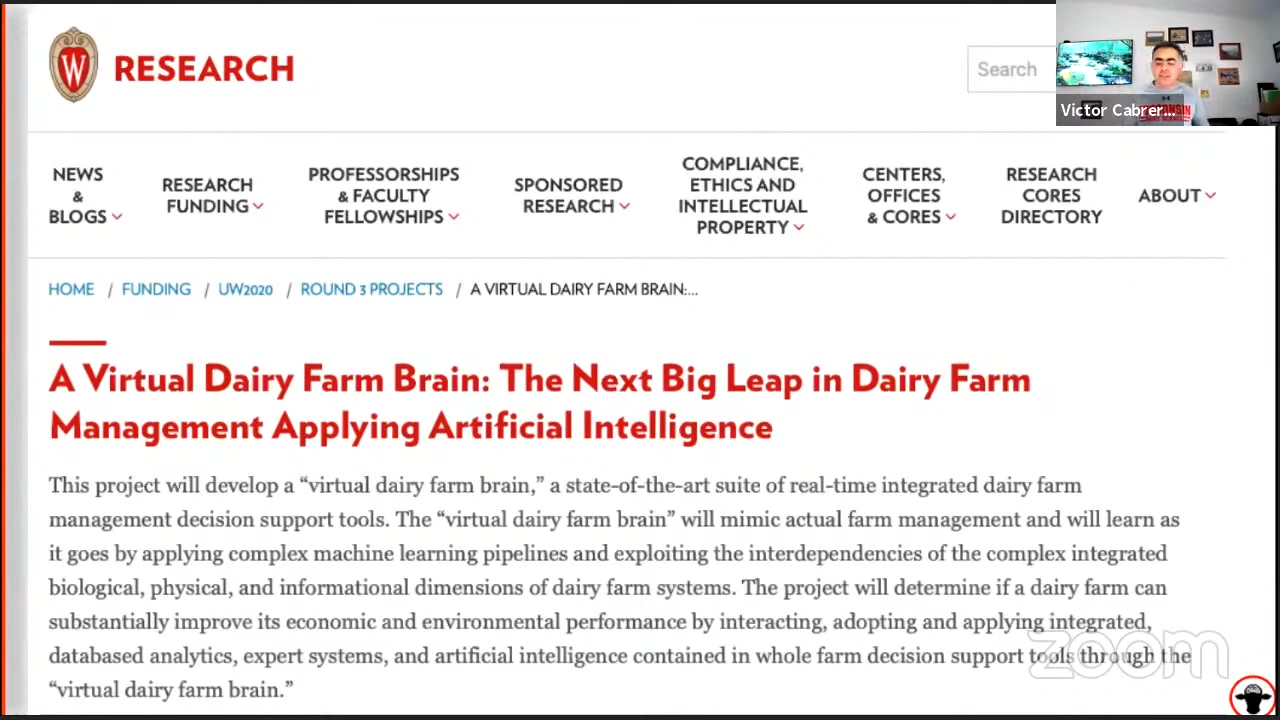 W
RESEARCH
Search
Victor Cabrer...
NEWS
&
BLOGS
RESEARCH
FUNDING
PROFESSORSHIPS
& FACULTY
FELLOWSHIPS
SPONSORED
RESEARCH
COMPLIANCE,
ETHICS AND
INTELLECTUAL
PROPERTY
CENTERS,
OFFICES
& CORES
RESEARCH
CORES
DIRECTORY
ABOUT
HOME / FUNDING / UW2020 / ROUND 3 PROJECTS / A VIRTUAL DAIRY FARM BRAIN:...
A Virtual Dairy Farm Brain: The Next Big Leap in Dairy Farm
Management Applying Artificial Intelligence
This project will develop a “virtual dairy farm brain,” a state-of-the-art suite of real-time integrated dairy farm
management decision support tools. The “virtual dairy farm brain” will mimic actual farm management and will learn as
it goes by applying complex machine learning pipelines and exploiting the interdependencies of the complex integrated
biological, physical, and informational dimensions of dairy farm systems. The project will determine if a dairy farm can
substantially improve its economic and environmental performance by interacting, adopting and applying integrated,
databased analytics, expert systems, and artificial intelligence contained in whole farm decision support tools through the
“virtual dairy farm brain.”
zoom